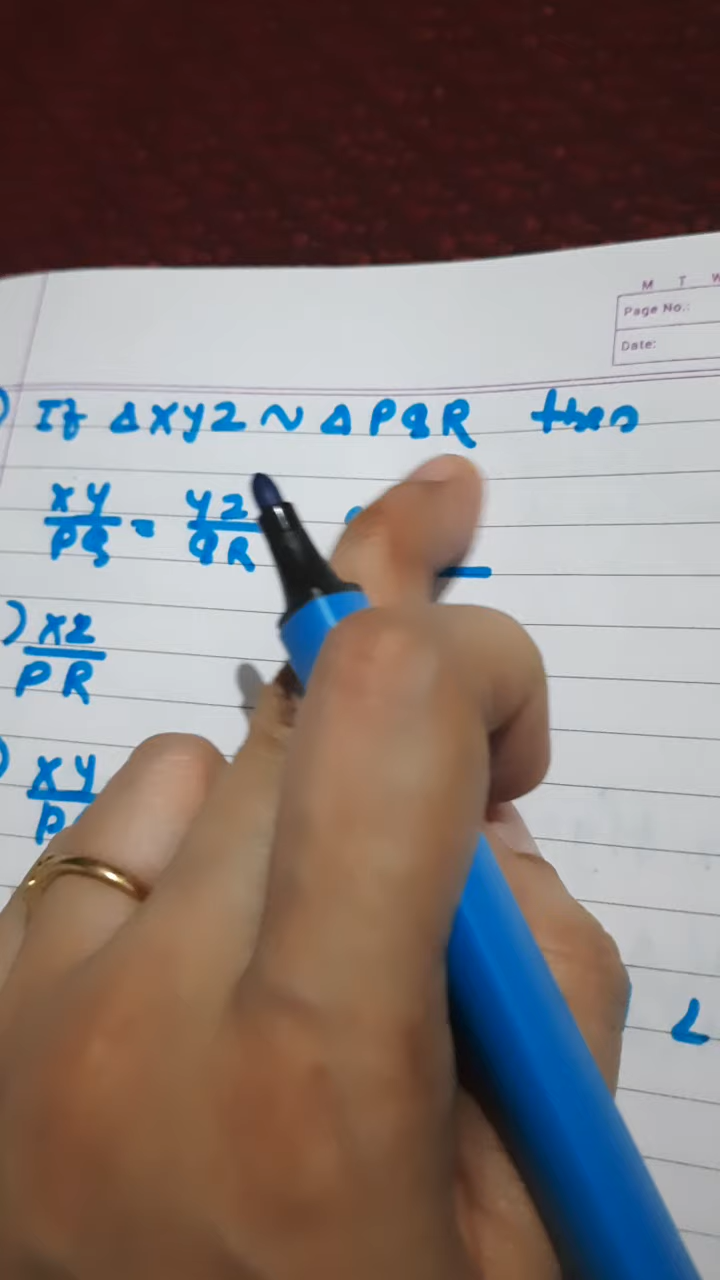 M T W
Page No.:
Date:
) If ΔXYZ ~ ΔPQR then
XY/PQ = YZ/QR
) XZ/PR
) XY/P
L